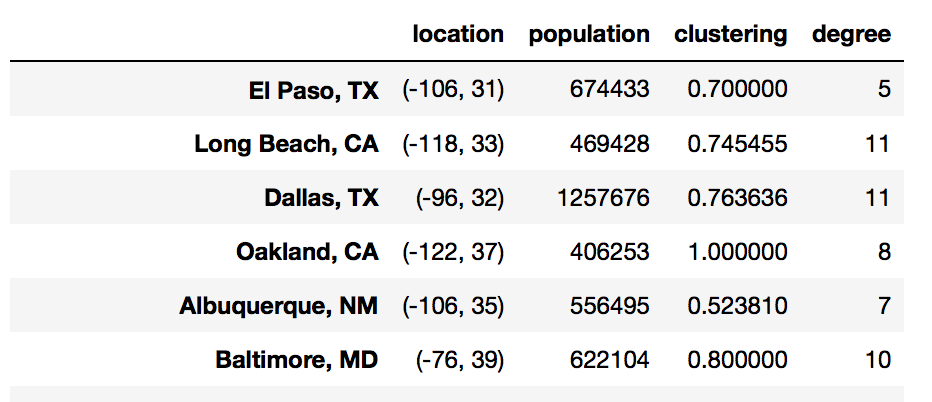 location population clustering degree
El Paso, TX (-106, 31) 674433 0.700000 5
Long Beach, CA (-118, 33) 469428 0.745455 11
Dallas, TX (-96, 32) 1257676 0.763636 11
Oakland, CA (-122, 37) 406253 1.000000 8
Albuquerque, NM (-106, 35) 556495 0.523810 7
Baltimore, MD (-76, 39) 622104 0.800000 10